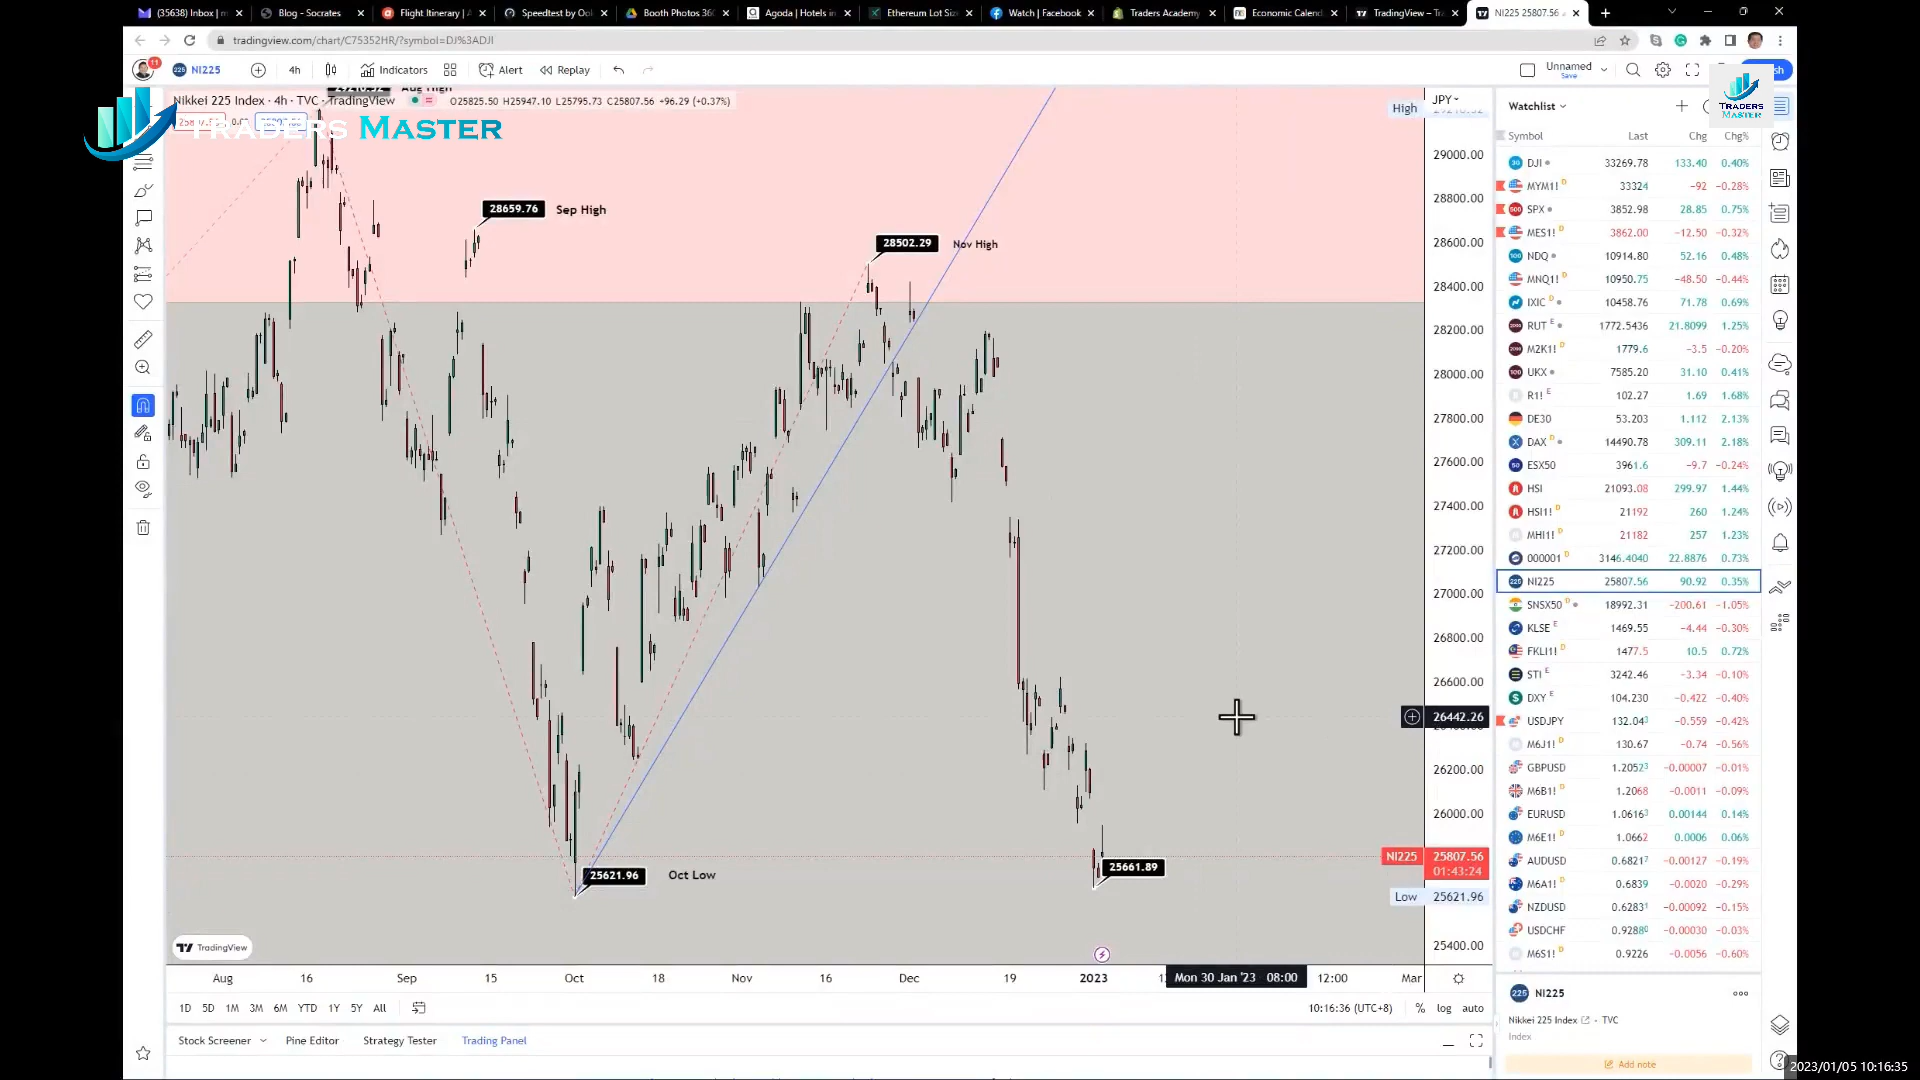 (35638) Inbox | m
Blog - Socrates
Flight Itinerary | A
Speedtest by Ook
Booth Photos 360
Agoda | Hotels in
Ethereum Lot Siz
Watch | Facebook
Traders Academy
Economic Calend
TradingView – Tra
NI225 25807.56
tradingview.com/chart/C75352HR/?symbol=DJ%3ADJI
11
NI225
4h
Indicators
Alert
Replay
Unnamed
Save
Nikkei 225 Index · 4h · TVC · TradingView
O25825.50 H25947.10 L25795.73 C25807.56 +96.29 (+0.37%)
TRADERS MASTER
TRADERS MASTER
Aug High
28659.76 Sep High
28502.29 Nov High
25621.96 Oct Low
25661.89
JPY
High
29000.00
28800.00
28600.00
28400.00
28200.00
28000.00
27800.00
27600.00
27400.00
27200.00
27000.00
26800.00
26600.00
26442.26
26200.00
26000.00
NI225 25807.56
01:43:24
Low 25621.96
25400.00
TradingView
Aug 16 Sep 15 Oct 18 Nov 16 Dec 19 2023 Mon 30 Jan '23 08:00 12:00 Mar
1D 5D 1M 3M 6M YTD 1Y 5Y All
10:16:36 (UTC+8) % log auto
Stock Screener Pine Editor Strategy Tester Trading Panel
Watchlist
Symbol Last Chg Chg%
DJI 33269.78 133.40 0.40%
MYM1! D 33324 −92 −0.28%
SPX 3852.98 28.85 0.75%
MES1! D 3862.00 −12.50 −0.32%
NDQ 10914.80 52.16 0.48%
MNQ1! D 10950.75 −48.50 −0.44%
IXIC D 10458.76 71.78 0.69%
RUT E 1772.5436 21.8099 1.25%
M2K1! D 1779.6 −3.5 −0.20%
UKX 7585.20 31.10 0.41%
R1! E 102.27 1.69 1.68%
DE30 53.203 1.112 2.13%
DAX D 14490.78 309.11 2.18%
ESX50 3961.6 −9.7 −0.24%
HSI 21093.08 299.97 1.44%
HSI1! D 21192 260 1.24%
MHI1! D 21182 257 1.23%
000001 D 3146.4040 22.8876 0.73%
NI225 25807.56 90.92 0.35%
SNSX50 D 18992.31 −200.61 −1.05%
KLSE E 1469.55 −4.44 −0.30%
FKLI1! D 1477.5 10.5 0.72%
STI E 3242.46 −3.34 −0.10%
DXY E 104.230 −0.422 −0.40%
USDJPY 132.043 −0.559 −0.42%
M6J1! D 130.67 −0.74 −0.56%
GBPUSD 1.20523 −0.00007 −0.01%
M6B1! D 1.2068 −0.0011 −0.09%
EURUSD 1.06163 0.00144 0.14%
M6E1! D 1.0662 0.0006 0.06%
AUDUSD 0.68217 −0.00127 −0.19%
M6A1! D 0.6839 −0.0020 −0.29%
NZDUSD 0.62831 −0.00092 −0.15%
USDCHF 0.92880 −0.00030 −0.03%
M6S1! D 0.9226 −0.0056 −0.60%
NI225
Nikkei 225 Index · TVC
Index
Add note
2023/01/05 10:16:35